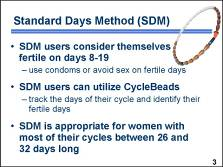 Standard Days Method (SDM)
• SDM users consider themselves
fertile on days 8-19
– use condoms or avoid sex on fertile days
• SDM users can utilize CycleBeads
– track the days of their cycle and identify their
fertile days
• SDM is appropriate for women with
most of their cycles between 26 and
32 days long
3